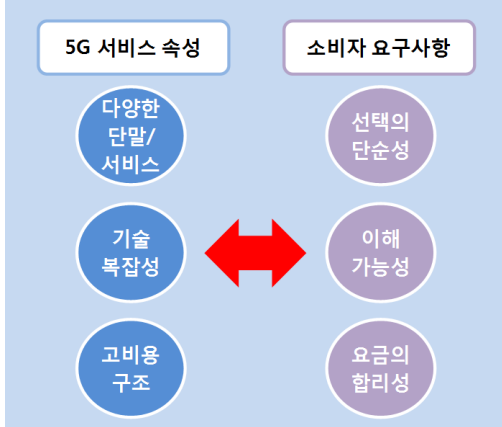 5G 서비스 속성
소비자 요구사항
다양한
단말/
서비스
선택의
단순성
기술
복잡성
이해
가능성
고비용
구조
요금의
합리성